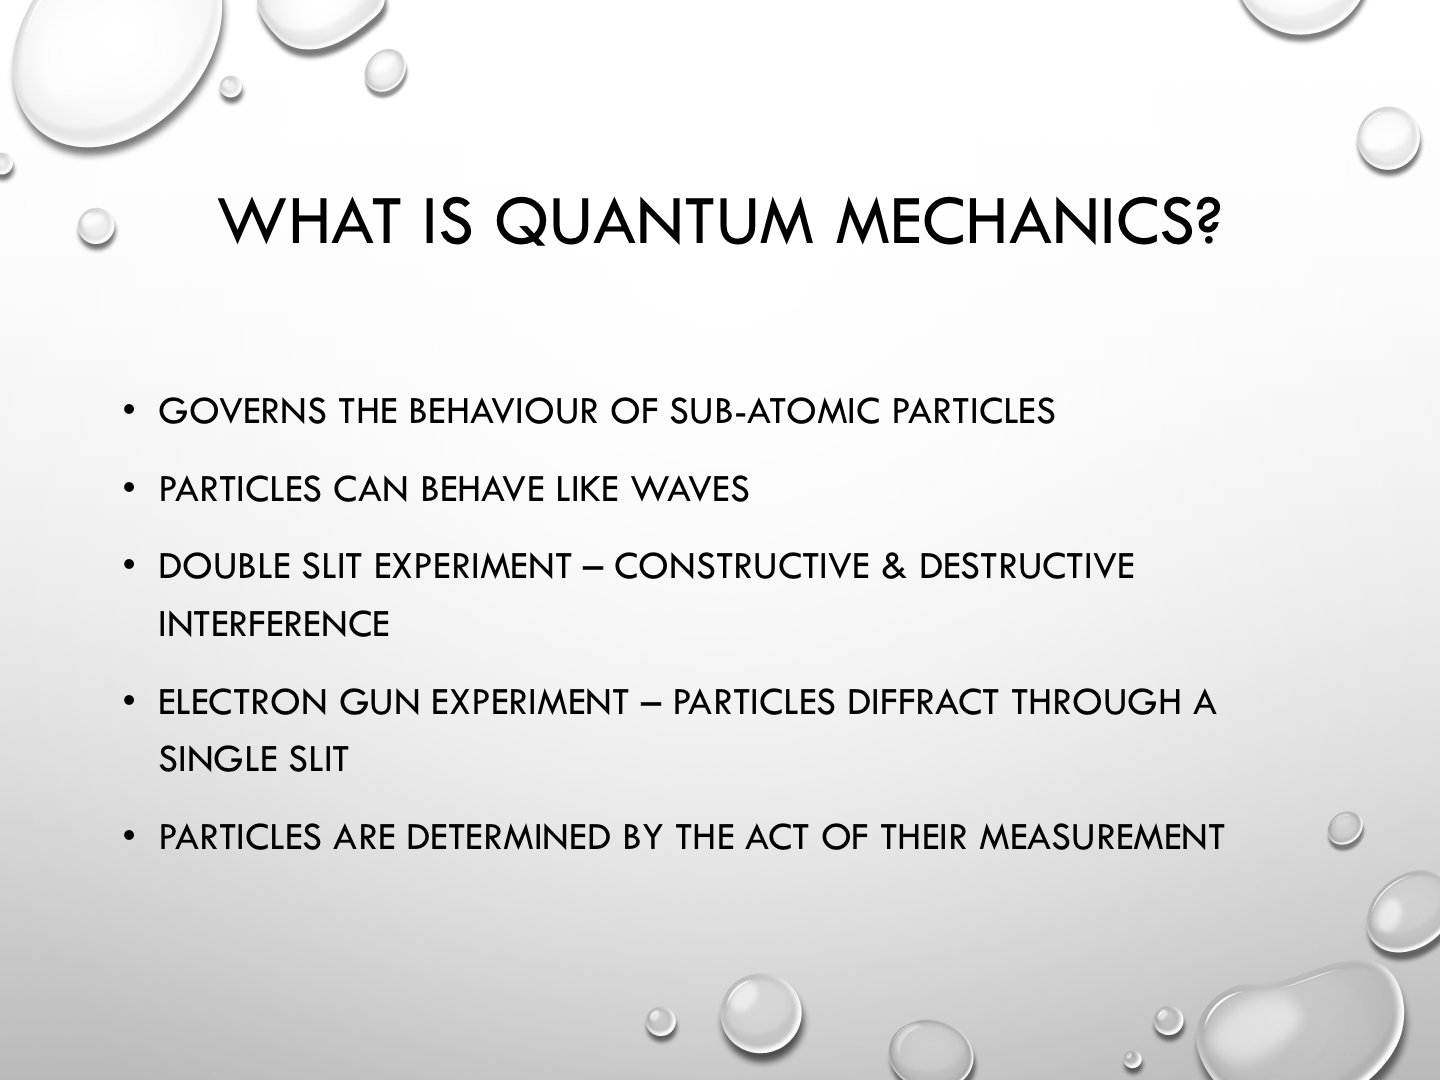 WHAT IS QUANTUM MECHANICS?
• GOVERNS THE BEHAVIOUR OF SUB-ATOMIC PARTICLES
• PARTICLES CAN BEHAVE LIKE WAVES
• DOUBLE SLIT EXPERIMENT – CONSTRUCTIVE & DESTRUCTIVE
INTERFERENCE
• ELECTRON GUN EXPERIMENT – PARTICLES DIFFRACT THROUGH A
SINGLE SLIT
• PARTICLES ARE DETERMINED BY THE ACT OF THEIR MEASUREMENT